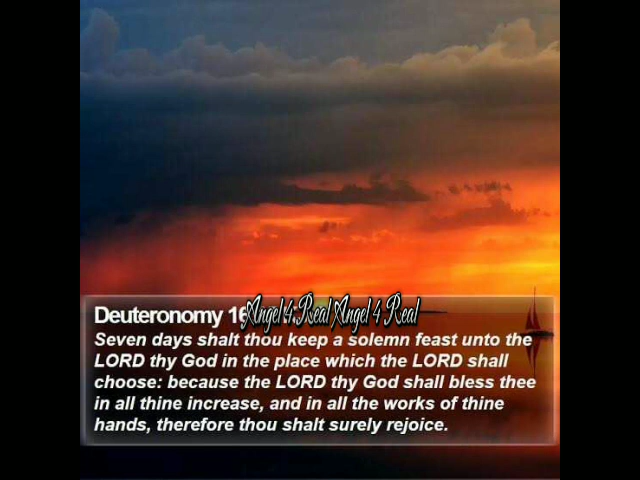 Deuteronomy 16
Angel 4 Real Angel 4 Real
Seven days shalt thou keep a solemn feast unto the
LORD thy God in the place which the LORD shall
choose: because the LORD thy God shall bless thee
in all thine increase, and in all the works of thine
hands, therefore thou shalt surely rejoice.